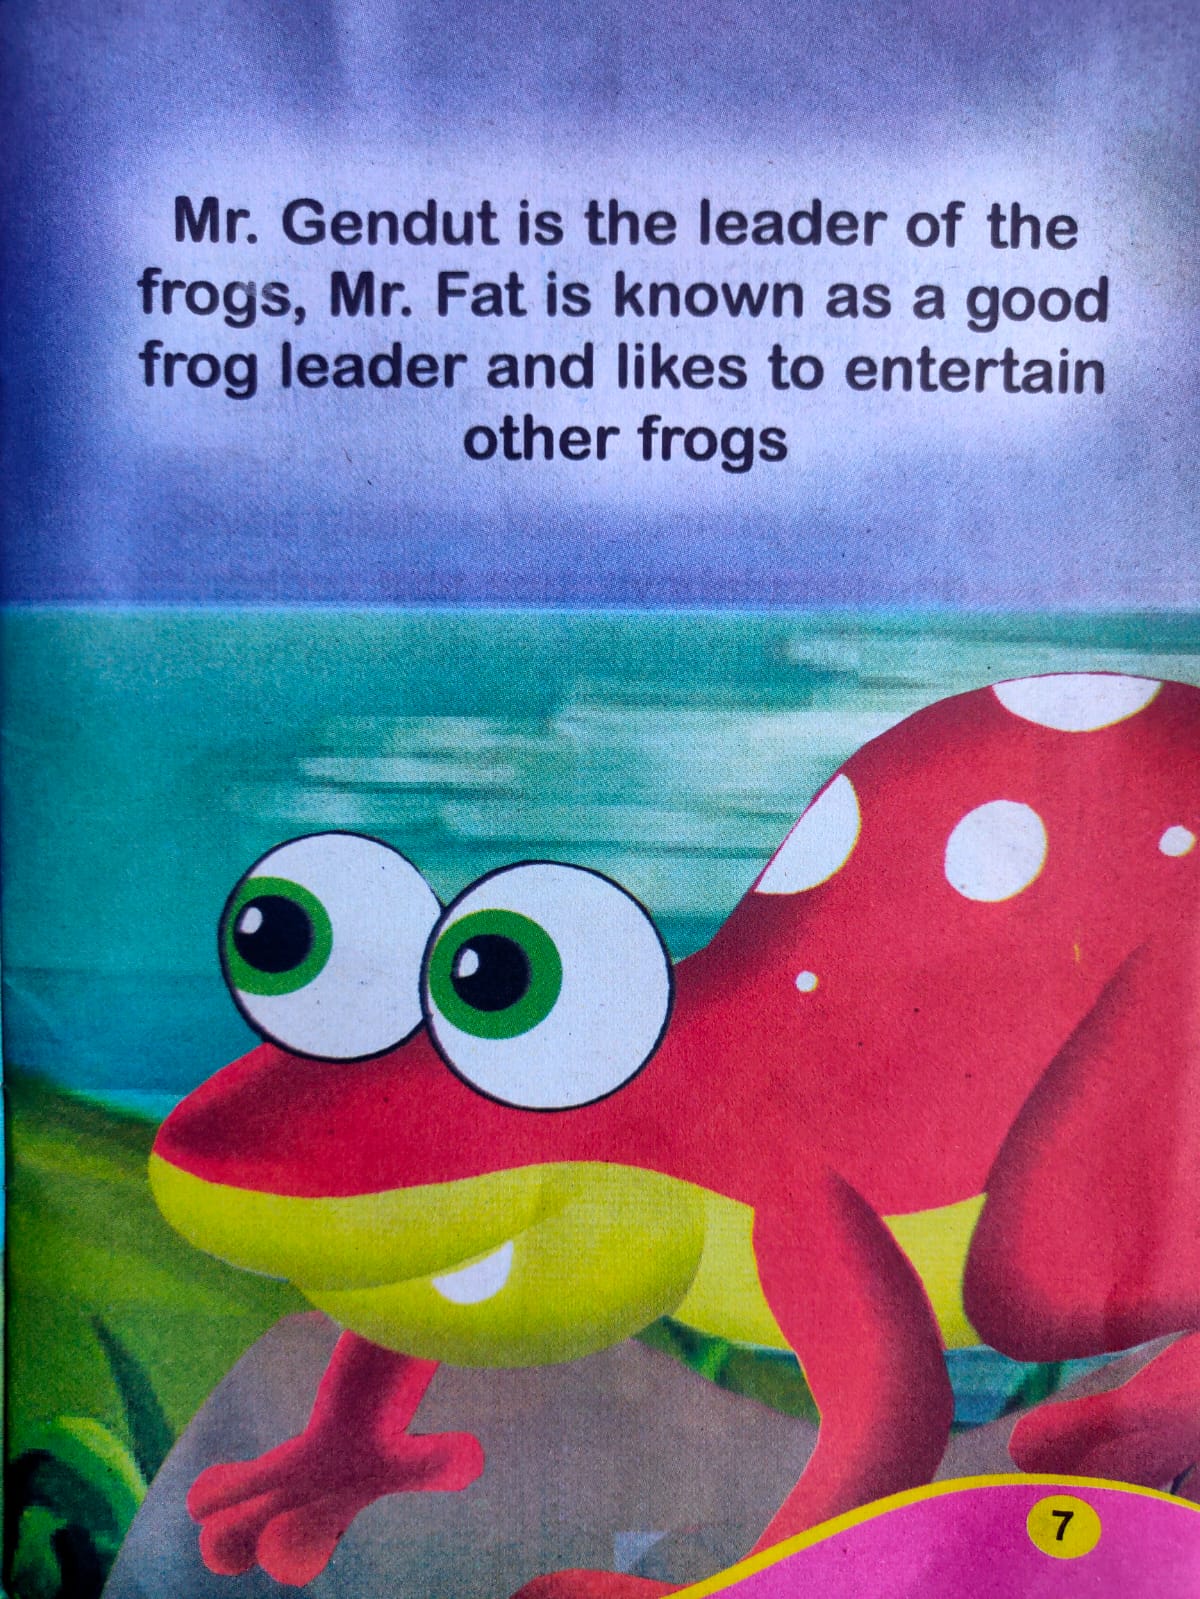 Mr. Gendut is the leader of the
frogs, Mr. Fat is known as a good
frog leader and likes to entertain
other frogs
7